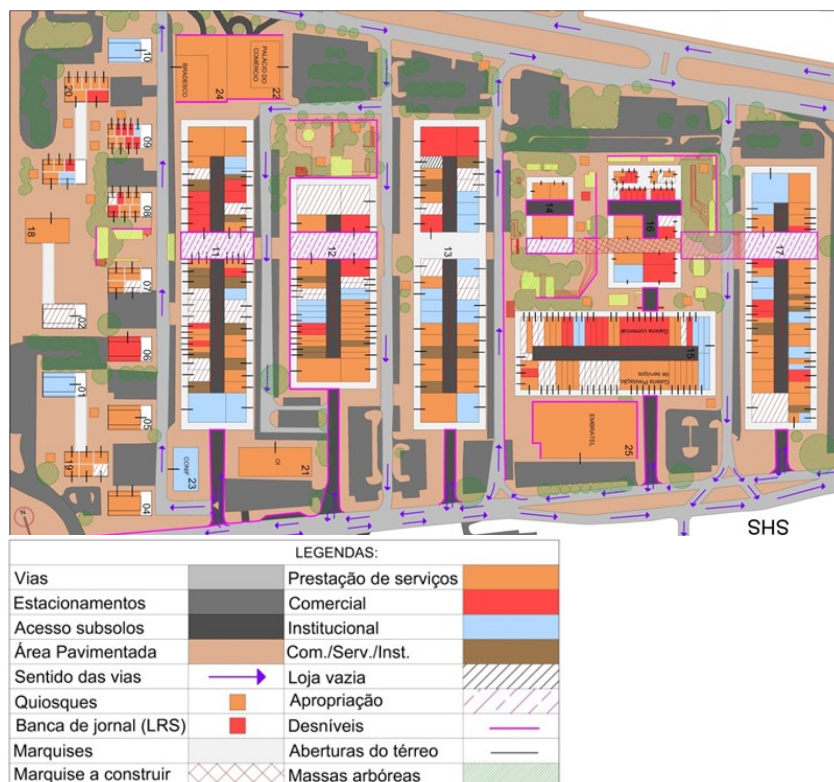 10
PALÁCIO DO
COMÉRCIO
BRADESCO
24
22
20
09
08
14
16
18
11
12
13
17
07
02
Galeria comercial
06
15
01
Galeria Prestação
de serviços
05
EMBRATEL
25
19
CONIF
23
OI
21
04
N
SHS
LEGENDAS:
Vias
Prestação de serviços
Estacionamentos
Comercial
Acesso subsolos
Institucional
Área Pavimentada
Com./Serv./Inst.
Sentido das vias
Loja vazia
Quiosques
Apropriação
Banca de jornal (LRS)
Desníveis
Marquises
Aberturas do térreo
Marquise a construir
Massas arbóreas